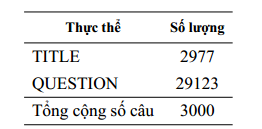 Thực thể Số lượng
TITLE 2977
QUESTION 29123
Tổng cộng số câu 3000